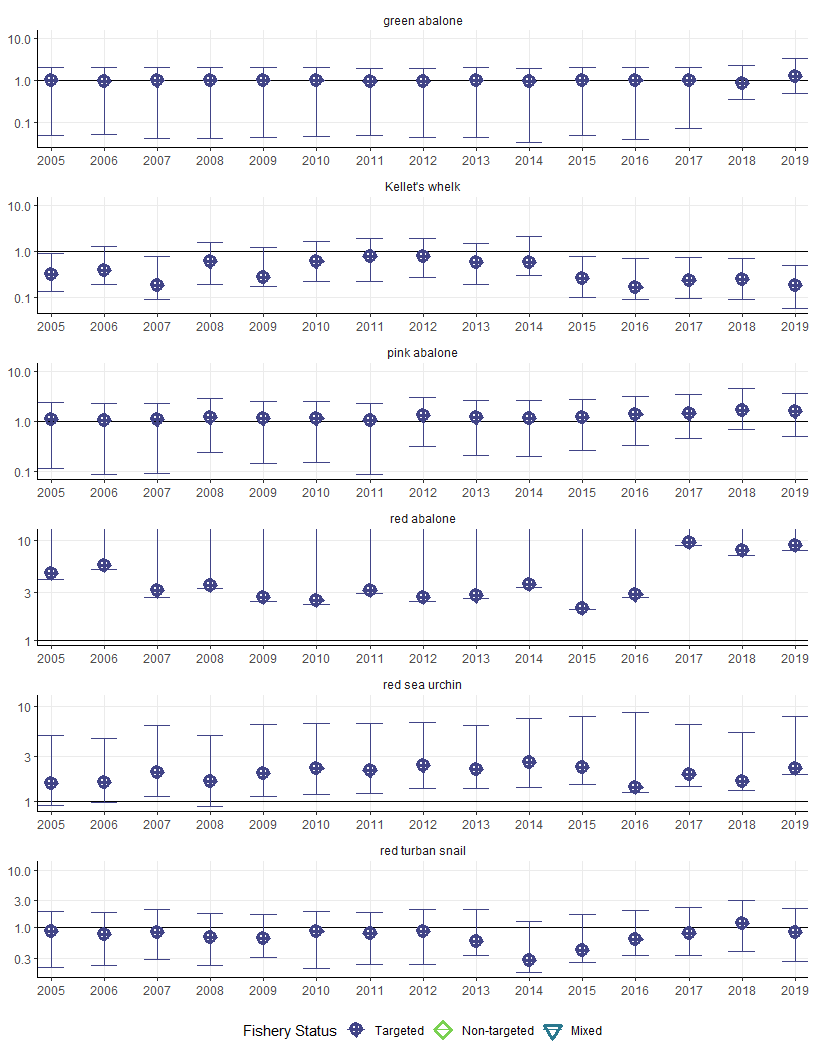 green abalone
10.0
1.0
0.1
2005 2006 2007 2008 2009 2010 2011 2012 2013 2014 2015 2016 2017 2018 2019
Kellet's whelk
10.0
1.0
0.1
2005 2006 2007 2008 2009 2010 2011 2012 2013 2014 2015 2016 2017 2018 2019
pink abalone
10.0
1.0
0.1
2005 2006 2007 2008 2009 2010 2011 2012 2013 2014 2015 2016 2017 2018 2019
red abalone
10
3
1
2005 2006 2007 2008 2009 2010 2011 2012 2013 2014 2015 2016 2017 2018 2019
red sea urchin
10
3
1
2005 2006 2007 2008 2009 2010 2011 2012 2013 2014 2015 2016 2017 2018 2019
red turban snail
10.0
3.0
1.0
0.3
2005 2006 2007 2008 2009 2010 2011 2012 2013 2014 2015 2016 2017 2018 2019
Fishery Status Targeted Non-targeted Mixed